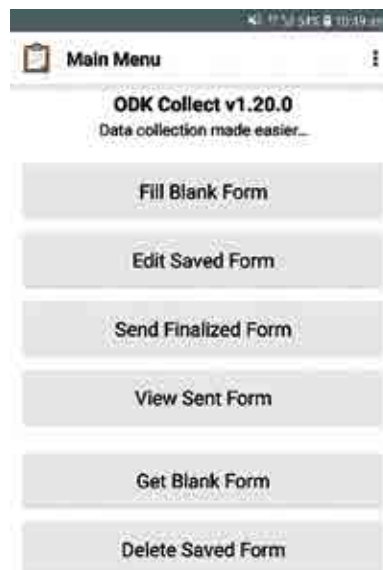 Main Menu
ODK Collect v1.20.0
Data collection made easier...
Fill Blank Form
Edit Saved Form
Send Finalized Form
View Sent Form
Get Blank Form
Delete Saved Form